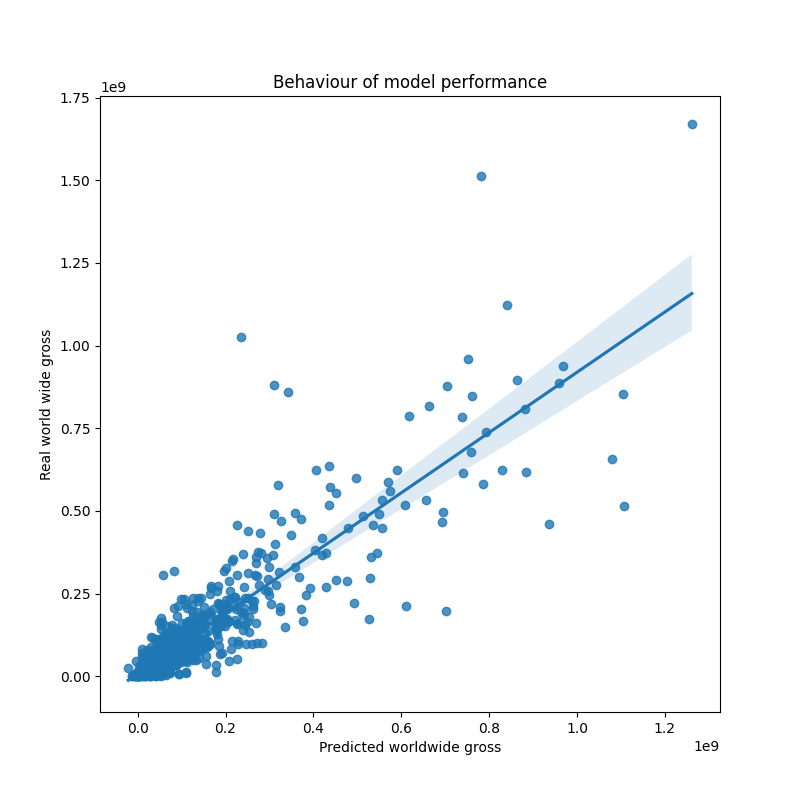 Behaviour of model performance
1e9
1.75
1.50
1.25
1.00
0.75
0.50
0.25
0.00
Real world wide gross
0.0 0.2 0.4 0.6 0.8 1.0 1.2
Predicted worldwide gross
1e9